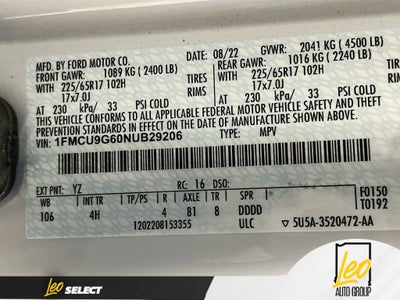 MFD. BY FORD MOTOR CO.
08/22 GVWR: 2041 KG (4500 LB)
FRONT GAWR: 1089 KG (2400 LB) REAR GAWR: 1016 KG (2240 LB)
WITH 225/65R17 102H TIRES WITH 225/65R17 102H TIRES
17x7.0J RIMS 17x7.0J RIMS
AT 230 kPa/ 33 PSI COLD AT 230 kPa/ 33 PSI COLD
THIS VEHICLE CONFORMS TO ALL APPLICABLE FEDERAL MOTOR VEHICLE SAFETY AND THEFT PREVENTION STANDARDS IN EFFECT ON THE DATE OF MANUFACTURE SHOWN ABOVE.
VIN: 1FMCU9G60NUB29206 TYPE: MPV
EXT PNT: YZ RC: 16 DSO:
WB INT TR TP/PS R AXLE TR SPR F0150
106 4H 4 81 8 DDDD T0192
1202208153355 ULC 5U5A-3520472-AA
Leo SELECT
Leo
AUTO GROUP